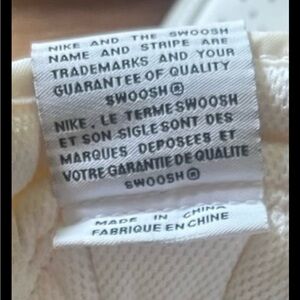 NIKE AND THE SWOOSH
NAME AND STRIPE ARE
TRADEMARKS AND YOUR
GUARANTEE OF QUALITY
SWOOSH®
NIKE, LE TERME SWOOSH
ET SON SIGLE SONT DES
MARQUES DEPOSEES ET
VOTRE GARANTIE DE QUALITE
SWOOSH®
MADE IN CHINA
FABRIQUE EN CHINE